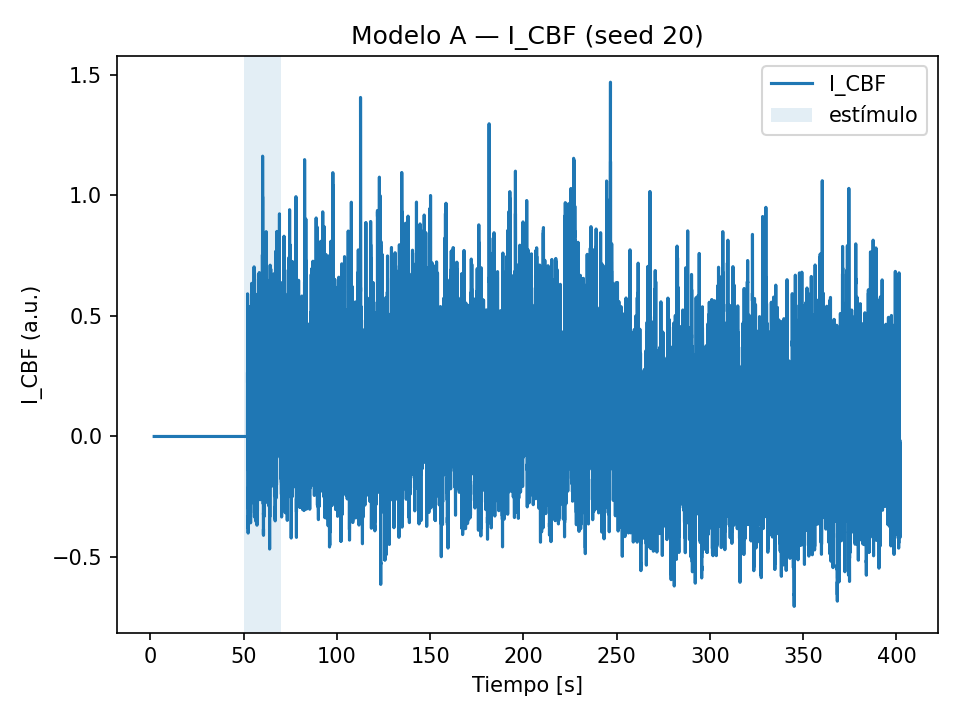 Modelo A — I_CBF (seed 20)
I_CBF
estímulo
I_CBF (a.u.)
1.5
1.0
0.5
0.0
−0.5
0 50 100 150 200 250 300 350 400
Tiempo [s]